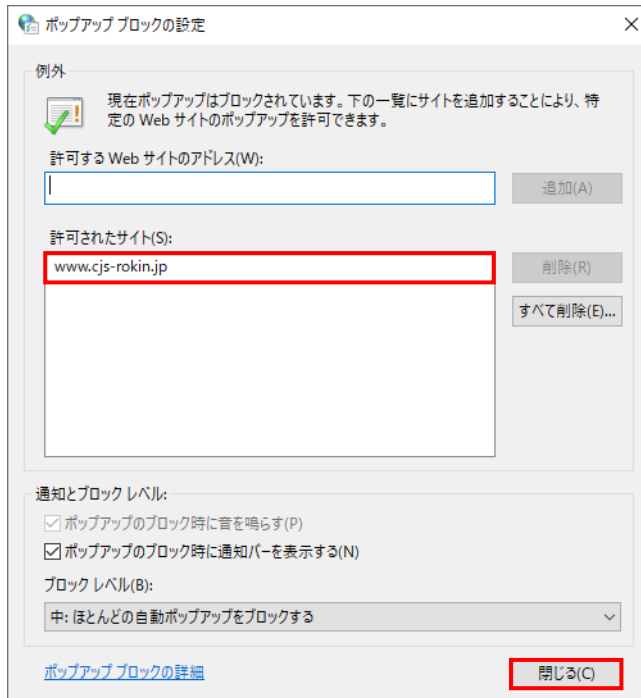 ポップアップ ブロックの設定
例外
現在ポップアップはブロックされています。下の一覧にサイトを追加することにより、特
定の Web サイトのポップアップを許可できます。
許可する Web サイトのアドレス(W):
追加(A)
許可されたサイト(S):
www.cjs-rokin.jp
削除(R)
すべて削除(E)...
通知とブロック レベル:
ポップアップのブロック時に音を鳴らす(P)
ポップアップのブロック時に通知バーを表示する(N)
ブロック レベル(B):
中: ほとんどの自動ポップアップをブロックする
ポップアップ ブロックの詳細
閉じる(C)